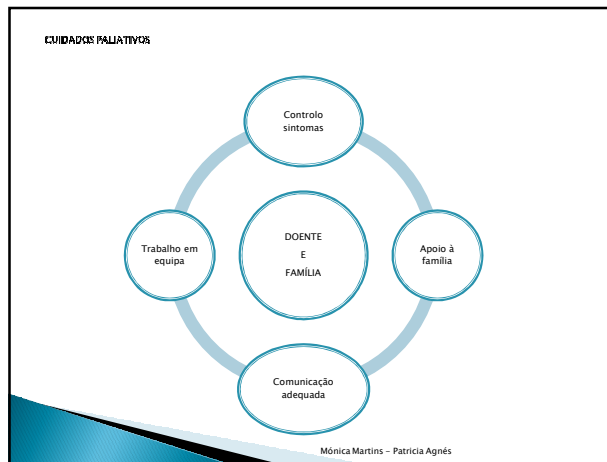 CUIDADOS PALIATIVOS
Controlo
sintomas
Trabalho em
equipa
DOENTE
E
FAMÍLIA
Apoio à
família
Comunicação
adequada
Mónica Martins - Patricia Agnés